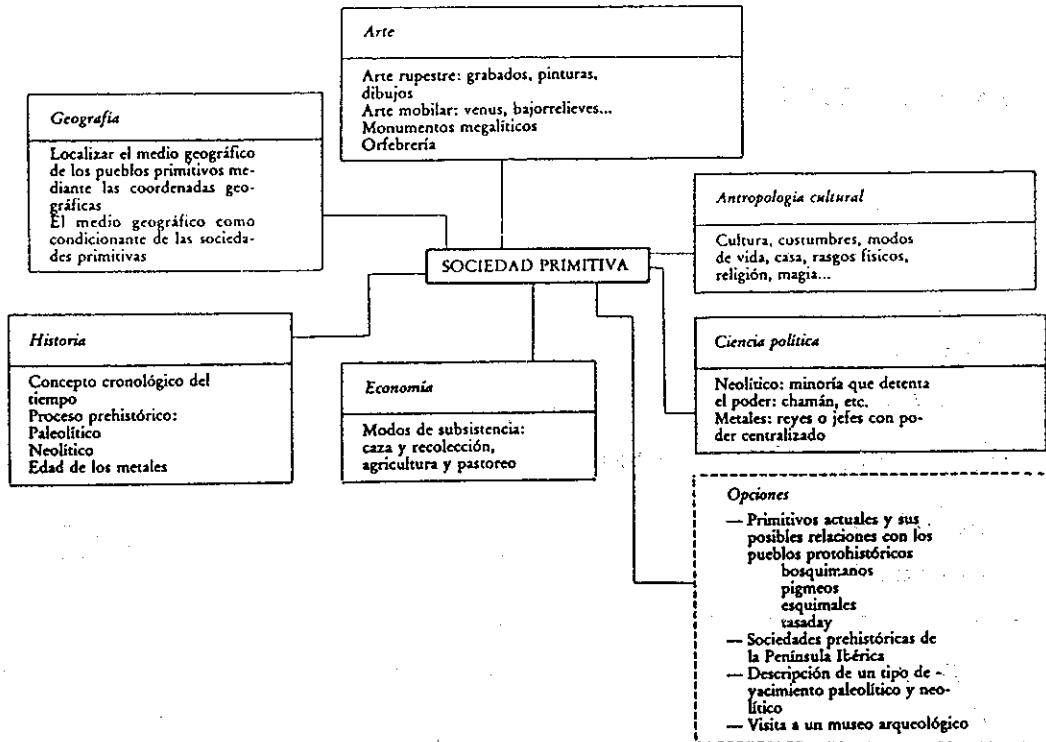 Arte
Arte rupestre: grabados, pinturas,
dibujos
Arte mobilar: venus, bajorrelieves...
Monumentos megalíticos
Orfebrería
Geografía
Localizar el medio geográfico
de los pueblos primitivos me-
diante las coordenadas geo-
gráficas
El medio geográfico como
condicionante de las socieda-
des primitivas
Antropologia cultural
Cultura, costumbres, modos
de vida, casa, rasgos físicos,
religión, magia...
SOCIEDAD PRIMITIVA
Historia
Concepto cronológico del
tiempo
Proceso prehistórico:
Paleolítico
Neolítico
Edad de los metales
Economía
Modos de subsistencia:
caza y recolección,
agricultura y pastoreo
Ciencia política
Neolítico: minoría que detenta
el poder: chamán, etc.
Metales: reyes o jefes con po-
der centralizado
Opciones
— Primitivos actuales y sus
posibles relaciones con los
pueblos protohistóricos
bosquimanos
pigmeos
esquimales
tasaday
— Sociedades prehistóricas de
la Península Ibérica
— Descripción de un tipo de
yacimiento paleolítico y neo-
lítico
— Visita a un museo arqueológico